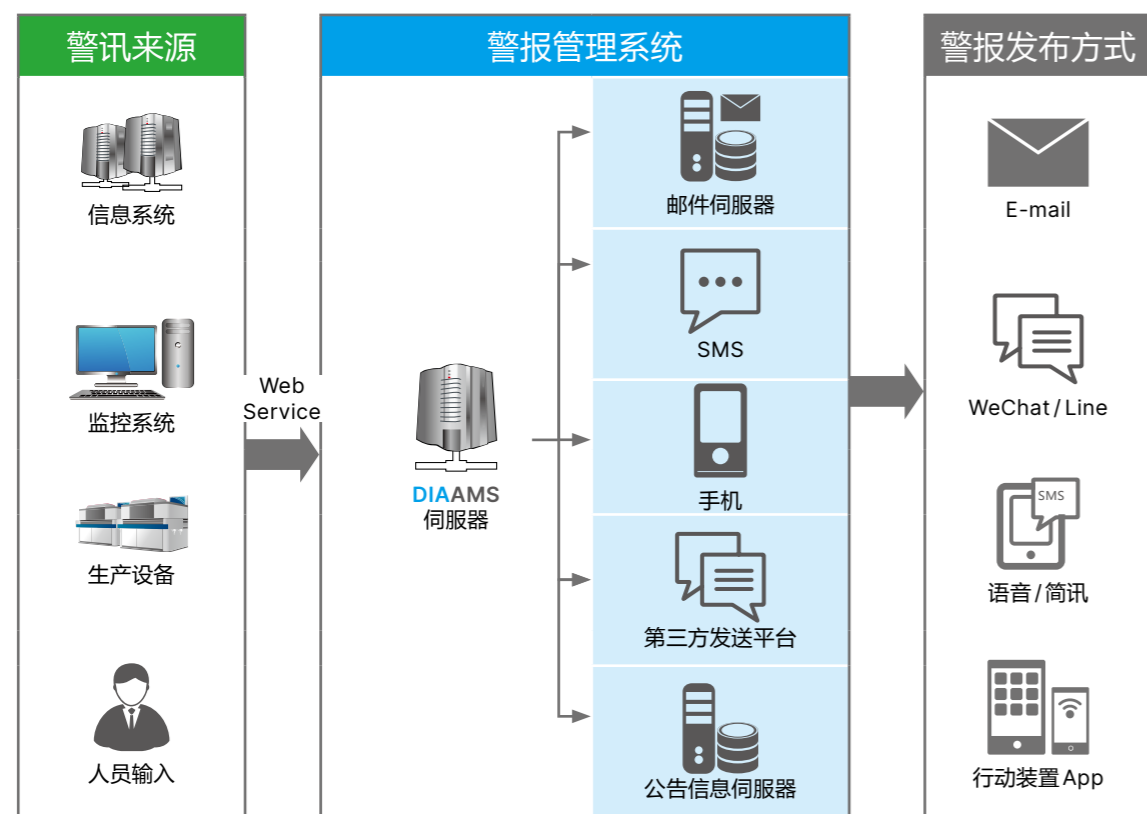 警讯来源
警报管理系统
警报发布方式
信息系统
监控系统
生产设备
人员输入
Web
Service
DIAAMS
伺服器
邮件伺服器
SMS
手机
第三方发送平台
公告信息伺服器
E-mail
WeChat/Line
SMS
语音/简讯
行动装置App